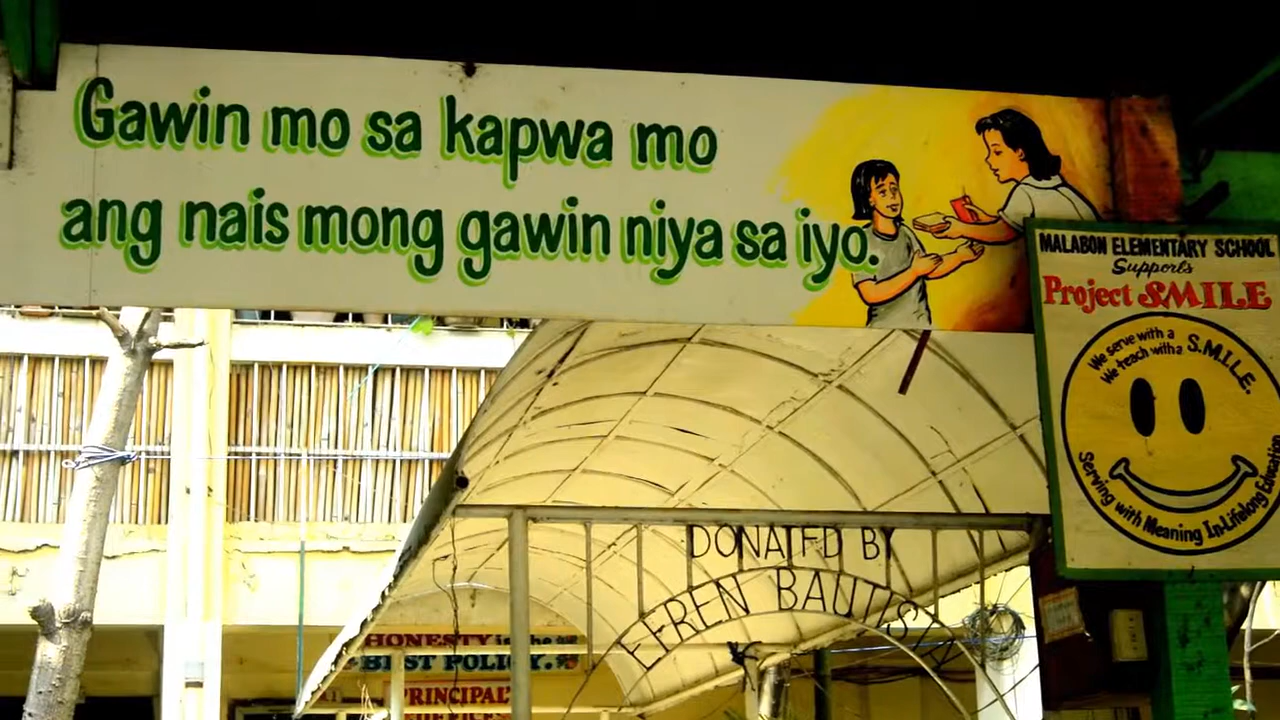 Gawin mo sa kapwa mo
ang nais mong gawin niya sa iyo.
MALABON ELEMENTARY SCHOOL
Supports
Project SMILE
We serve with a
We teach with a S.M.I.L.E.
Serving with Meaning In Lifelong Education
DONATED BY
EFREN BAUTISTA
HONESTY is the
BEST POLICY.
PRINCIPAL'S
OFFICE